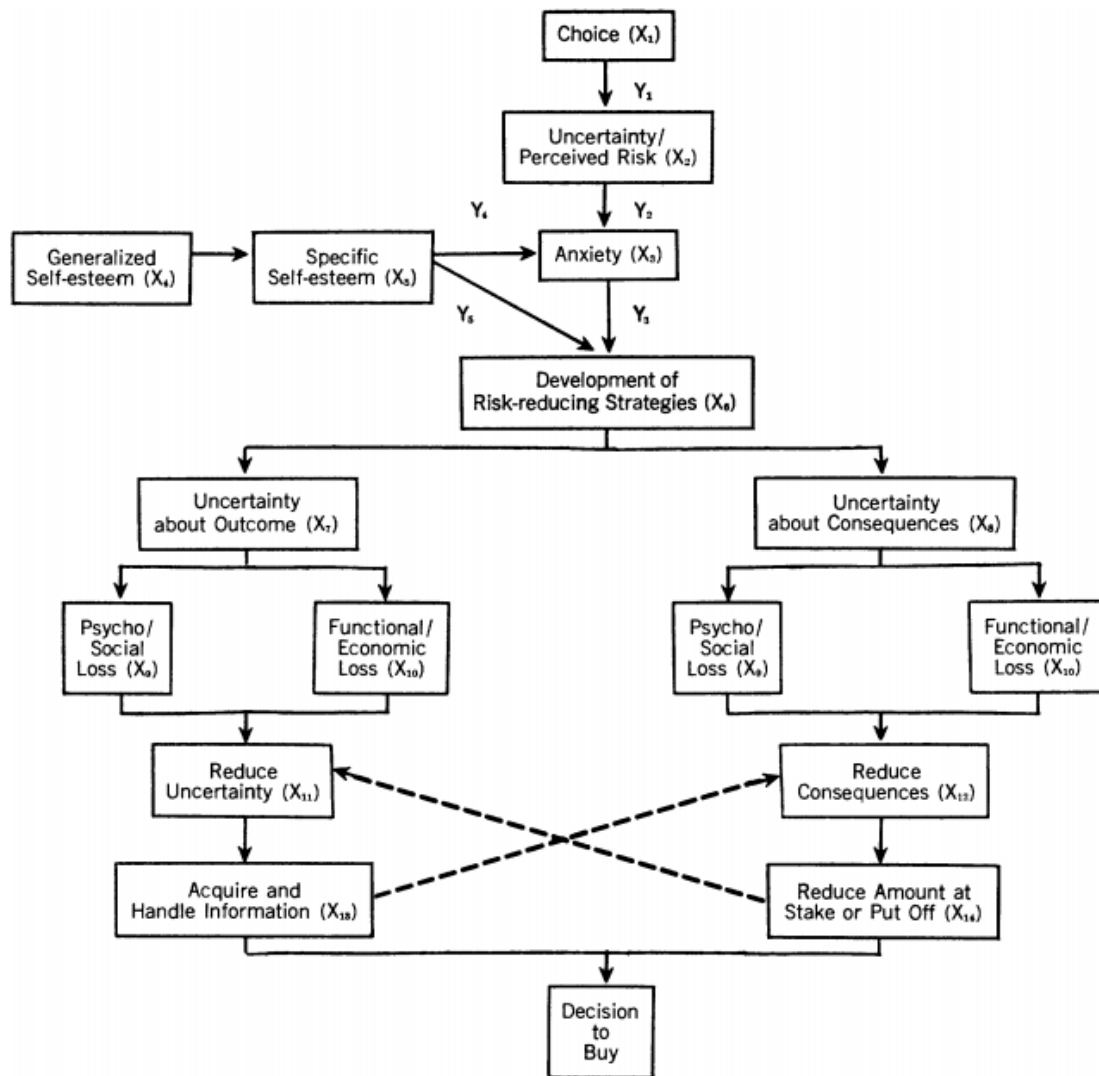 Choice (X₁)
Y₁
Uncertainty/
Perceived Risk (X₂)
Y₄
Y₂
Generalized
Self-esteem (X₄)
Specific
Self-esteem (X₅)
Anxiety (X₃)
Y₅
Y₃
Development of
Risk-reducing Strategies (X₆)
Uncertainty
about Outcome (X₇)
Uncertainty
about Consequences (X₈)
Psycho/
Social
Loss (X₉)
Functional/
Economic
Loss (X₁₀)
Psycho/
Social
Loss (X₉)
Functional/
Economic
Loss (X₁₀)
Reduce
Uncertainty (X₁₁)
Reduce
Consequences (X₁₂)
Acquire and
Handle Information (X₁₃)
Reduce Amount at
Stake or Put Off (X₁₄)
Decision
to
Buy